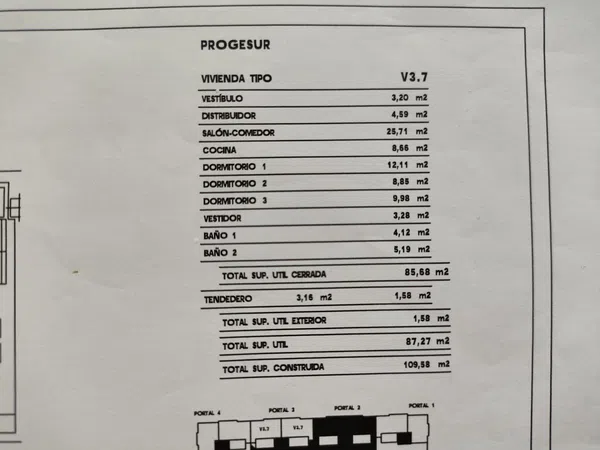 PROGESUR
VIVIENDA TIPO V3.7
VESTÍBULO 3,20 m2
DISTRIBUIDOR 4,59 m2
SALÓN-COMEDOR 25,71 m2
COCINA 8,66 m2
DORMITORIO 1 12,11 m2
DORMITORIO 2 8,85 m2
DORMITORIO 3 9,98 m2
VESTIDOR 3,28 m2
BAÑO 1 4,12 m2
BAÑO 2 5,19 m2
TOTAL SUP. UTIL CERRADA 85,68 m2
TENDEDERO 3,16 m2 1,58 m2
TOTAL SUP. UTIL EXTERIOR 1,58 m2
TOTAL SUP. UTIL 87,27 m2
TOTAL SUP. CONSTRUIDA 109,58 m2
PORTAL 4 PORTAL 3 PORTAL 2 PORTAL 1
V3.7 V3.7